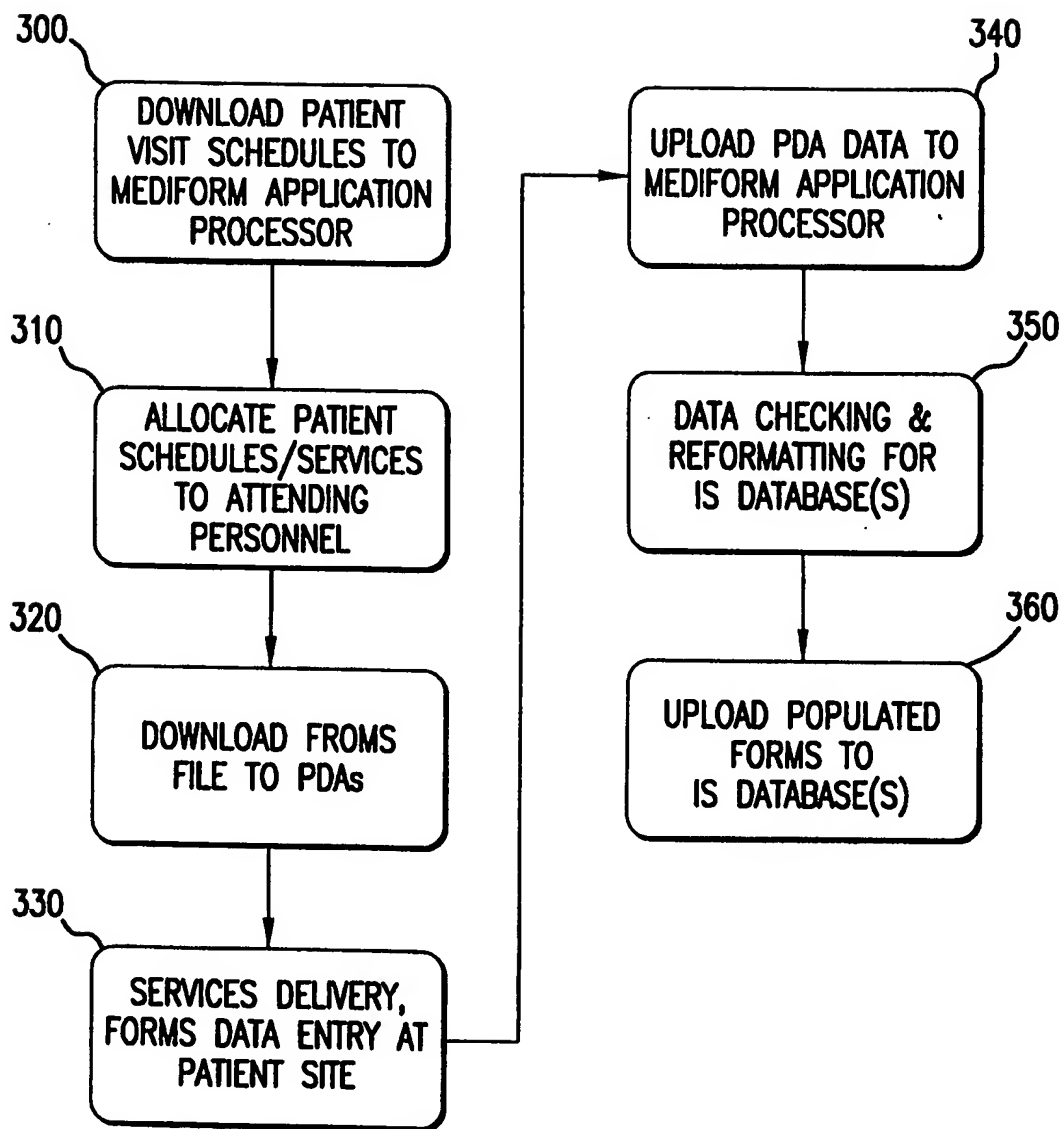 300
DOWNLOAD PATIENT
VISIT SCHEDULES TO
MEDIFORM APPLICATION
PROCESSOR
310
ALLOCATE PATIENT
SCHEDULES/SERVICES
TO ATTENDING
PERSONNEL
320
DOWNLOAD FROMS
FILE TO PDAs
330
SERVICES DELIVERY,
FORMS DATA ENTRY AT
PATIENT SITE
340
UPLOAD PDA DATA TO
MEDIFORM APPLICATION
PROCESSOR
350
DATA CHECKING &
REFORMATTING FOR
IS DATABASE(S)
360
UPLOAD POPULATED
FORMS TO
IS DATABASE(S)